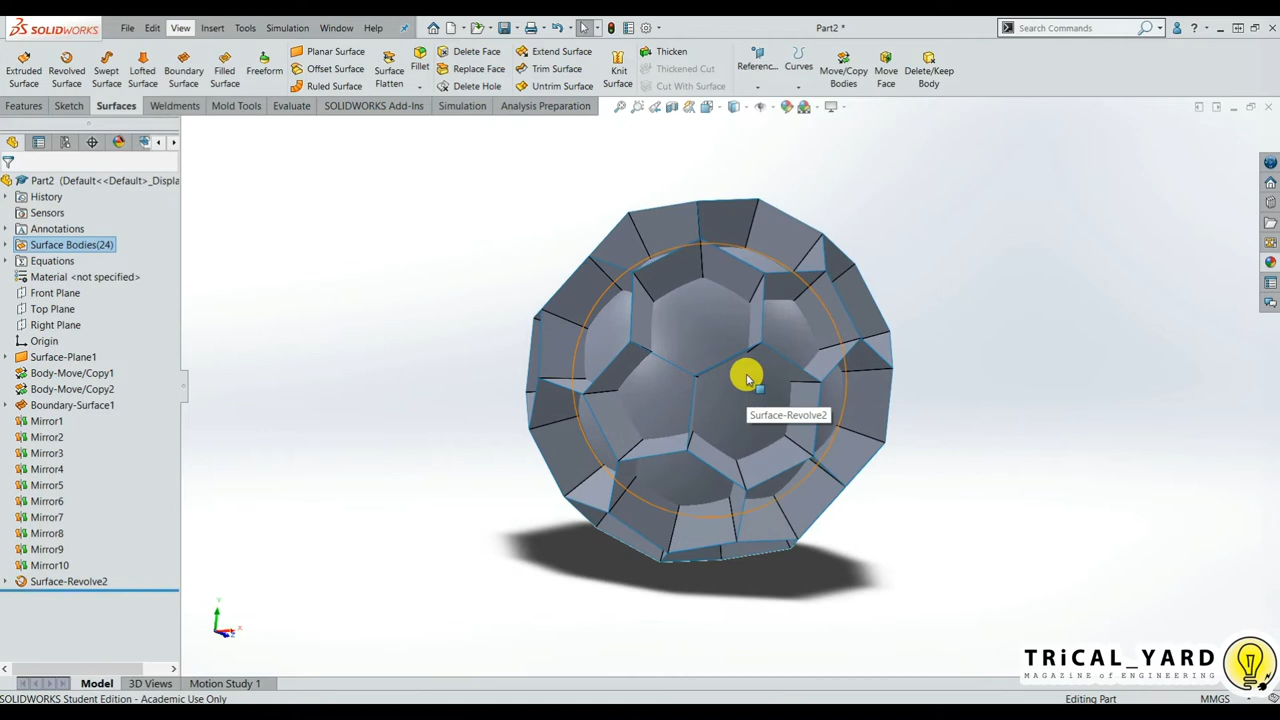 SOLIDWORKS File Edit View Insert Tools Simulation Window Help Part2 * Search Commands
Extruded Surface Revolved Surface Swept Surface Lofted Surface Boundary Surface Filled Surface Freeform Planar Surface Offset Surface Ruled Surface Surface Flatten Fillet Delete Face Replace Face Delete Hole Extend Surface Trim Surface Untrim Surface Knit Surface Thicken Thickened Cut Cut With Surface Referenc... Curves Move/Copy Bodies Move Face Delete/Keep Body
Features Sketch Surfaces Weldments Mold Tools Evaluate SOLIDWORKS Add-Ins Simulation Analysis Preparation
Part2 (Default<<Default>_Displa
History
Sensors
Annotations
Surface Bodies(24)
Equations
Material <not specified>
Front Plane
Top Plane
Right Plane
Origin
Surface-Plane1
Body-Move/Copy1
Body-Move/Copy2
Boundary-Surface1
Mirror1
Mirror2
Mirror3
Mirror4
Mirror5
Mirror6
Mirror7
Mirror8
Mirror9
Mirror10
Surface-Revolve2
Surface-Revolve2
Y
X
Z
TRiCAL_YARD
MAGAZINE of ENGINEERING
Model 3D Views Motion Study 1
SOLIDWORKS Student Edition - Academic Use Only Editing Part MMGS